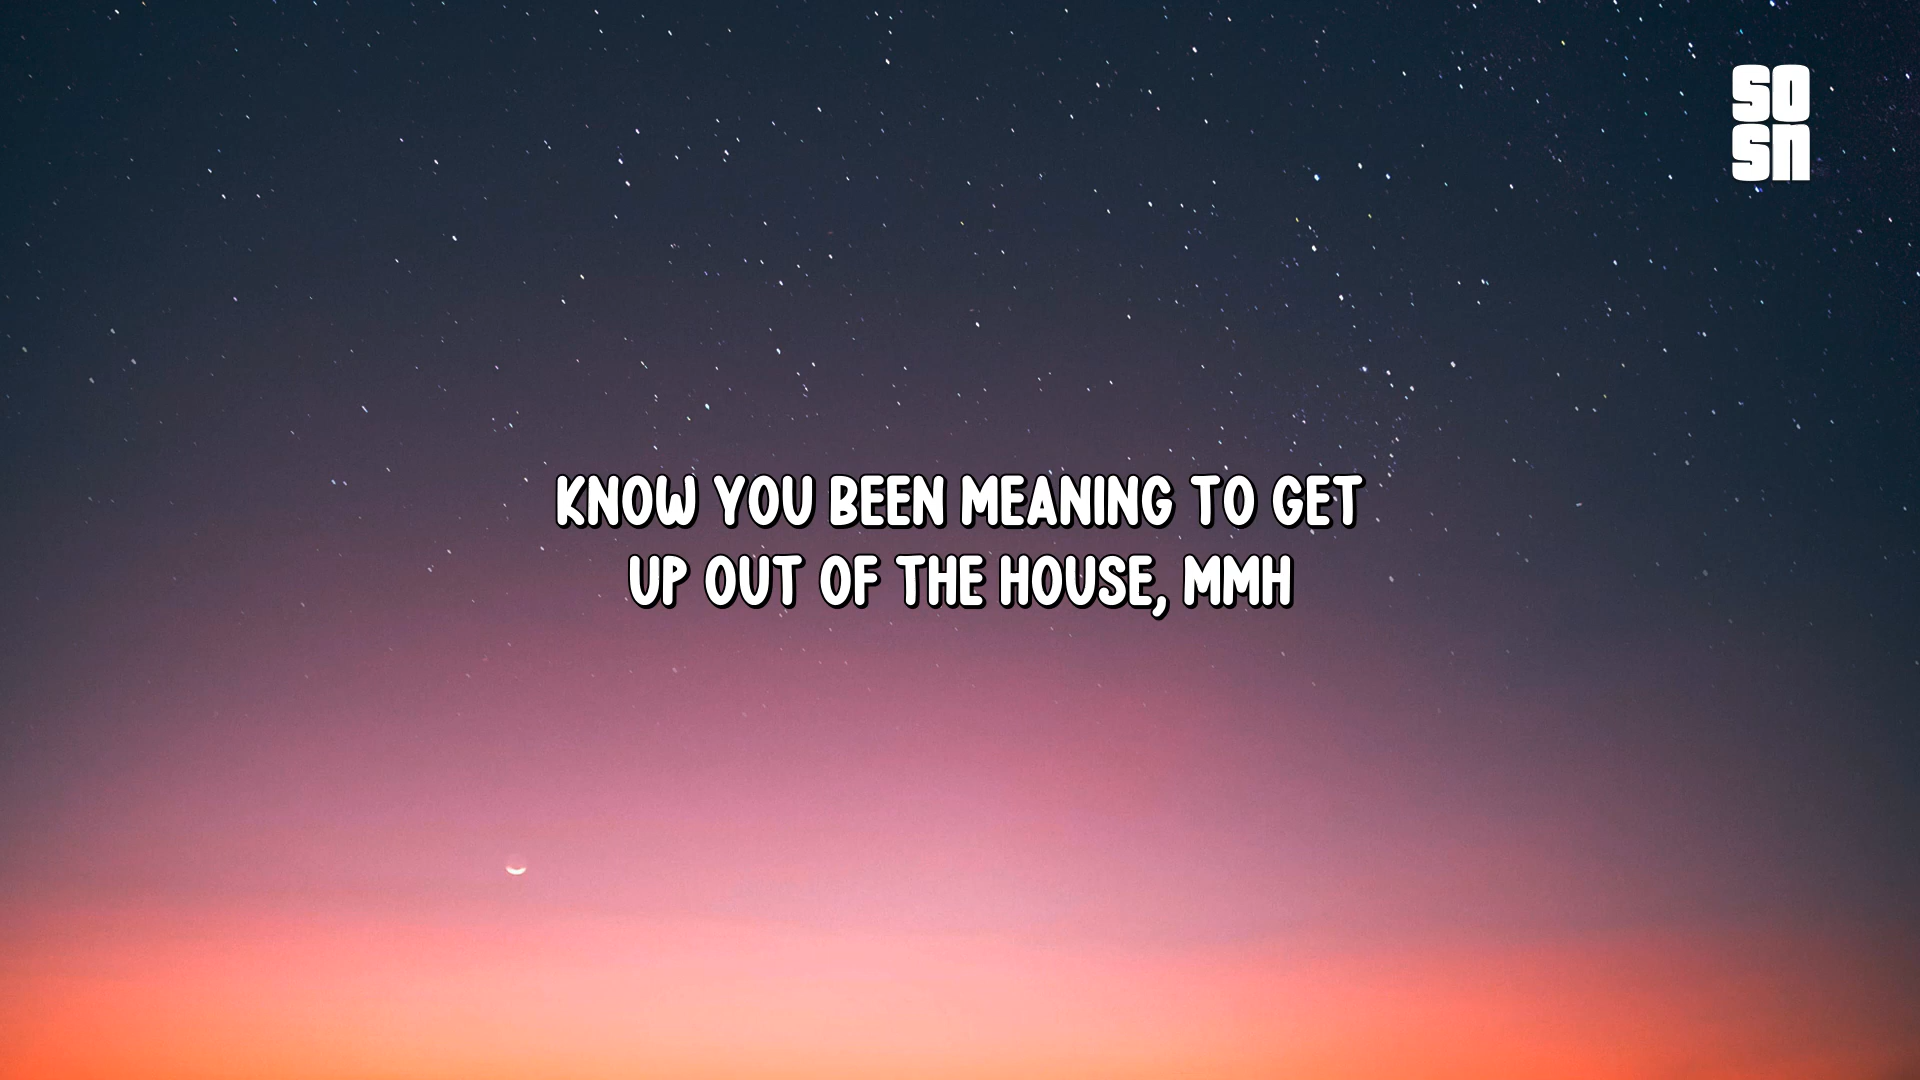 SO
SN
KNOW YOU BEEN MEANING TO GET
UP OUT OF THE HOUSE, MMH